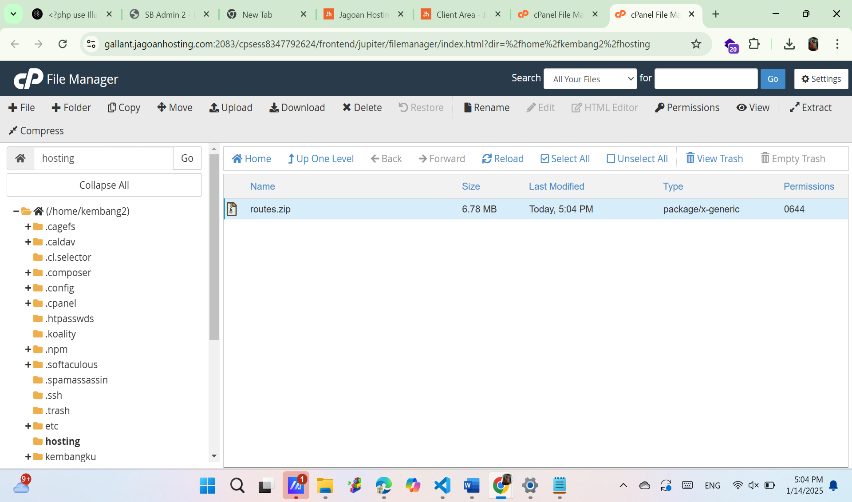 <?php use Illu
SB Admin 2 -
New Tab
Jagoan Hostin
Client Area -
cPanel File Ma
cPanel File Ma
gallant.jagoanhosting.com:2083/cpsess8347792624/frontend/jupiter/filemanager/index.html?dir=%2fhome%2fkembang2%2fhosting
20
cP File Manager
Search All Your Files for Go Settings
File Folder Copy Move Upload Download Delete Restore Rename Edit HTML Editor Permissions View Extract
Compress
hosting Go
Home Up One Level Back Forward Reload Select All Unselect All View Trash Empty Trash
Collapse All
Name Size Last Modified Type Permissions
routes.zip 6.78 MB Today, 5:04 PM package/x-generic 0644
(/home/kembang2)
.cagefs
.caldav
.cl.selector
.composer
.config
.cpanel
.htpasswds
.koality
.npm
.softaculous
.spamassassin
.ssh
.trash
etc
hosting
kembangku
9+
1
ENG
5:04 PM
1/14/2025